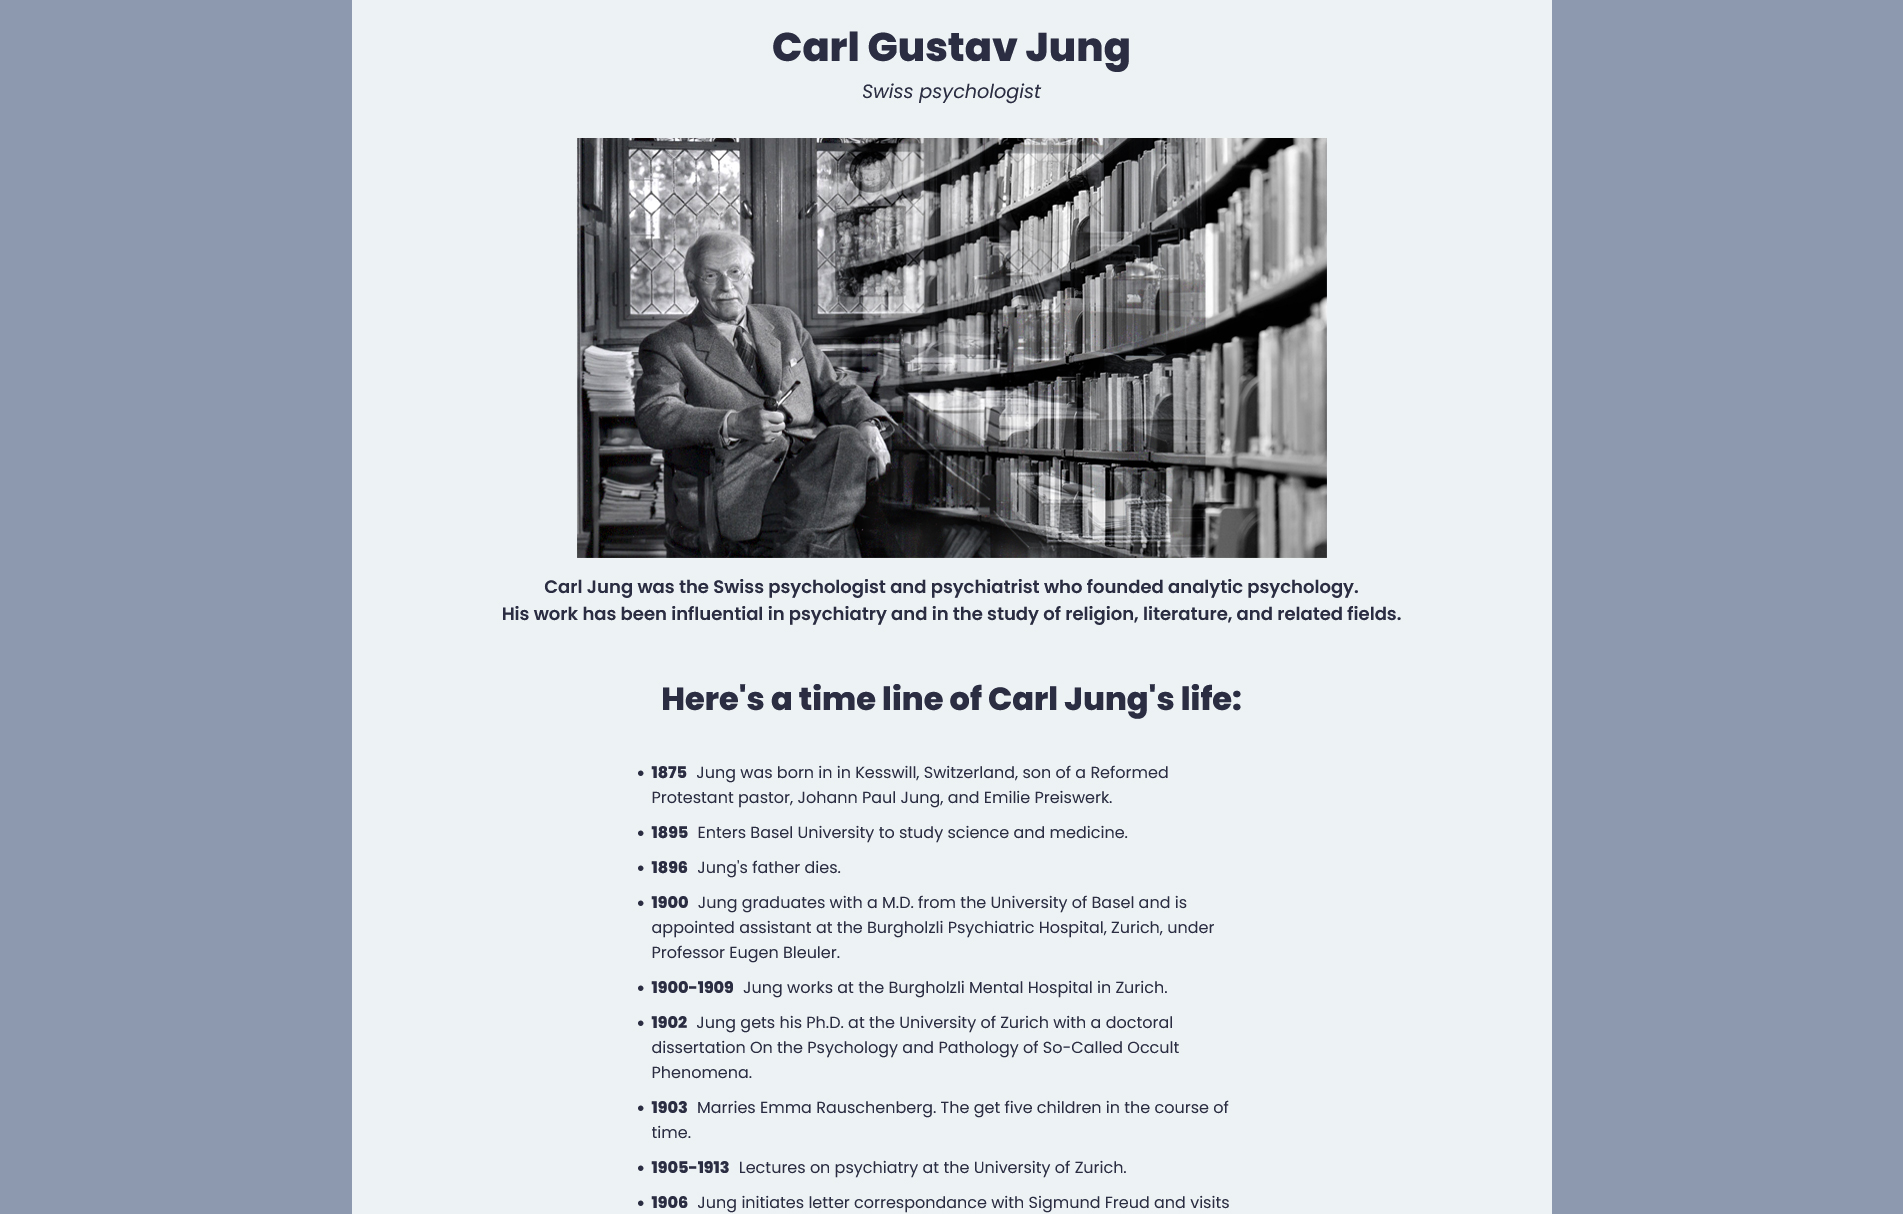 Carl Gustav Jung
Swiss psychologist
Carl Jung was the Swiss psychologist and psychiatrist who founded analytic psychology.
His work has been influential in psychiatry and in the study of religion, literature, and related fields.
Here's a time line of Carl Jung's life:
• 1875 Jung was born in in Kesswill, Switzerland, son of a Reformed
Protestant pastor, Johann Paul Jung, and Emilie Preiswerk.
• 1895 Enters Basel University to study science and medicine.
• 1896 Jung's father dies.
• 1900 Jung graduates with a M.D. from the University of Basel and is
appointed assistant at the Burgholzli Psychiatric Hospital, Zurich, under
Professor Eugen Bleuler.
• 1900-1909 Jung works at the Burgholzli Mental Hospital in Zurich.
• 1902 Jung gets his Ph.D. at the University of Zurich with a doctoral
dissertation On the Psychology and Pathology of So-Called Occult
Phenomena.
• 1903 Marries Emma Rauschenberg. The get five children in the course of
time.
• 1905-1913 Lectures on psychiatry at the University of Zurich.
• 1906 Jung initiates letter correspondance with Sigmund Freud and visits